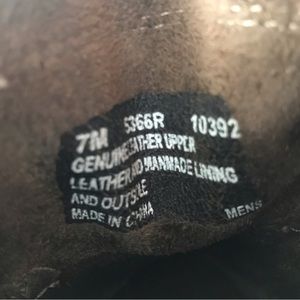 7M 5366R 10392
GENUINE LEATHER UPPER
LEATHER AND MANMADE LINING
AND OUTSOLE
MADE IN CHINA MENS